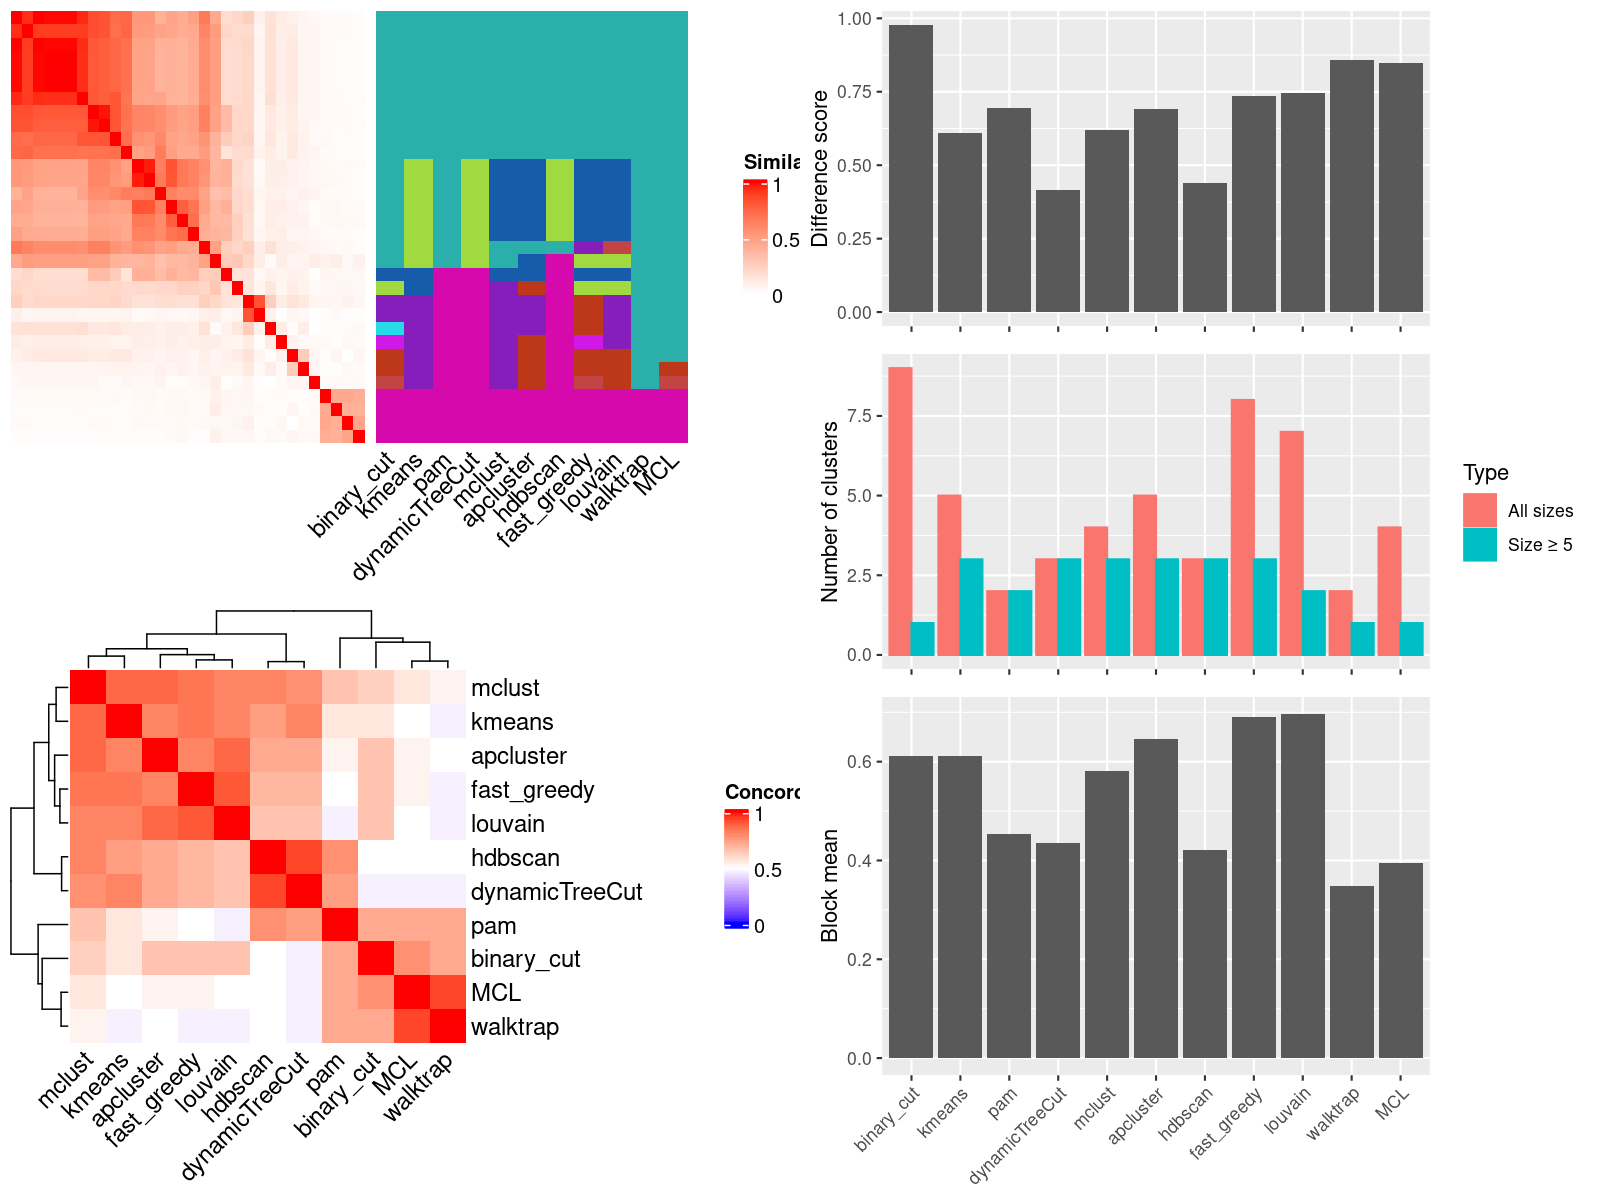 Simila
1
0.5
0
binary_cut
kmeans
pam
dynamicTreeCut
mclust
apcluster
hdbscan
fast_greedy
louvain
walktrap
MCL
mclust
kmeans
apcluster
fast_greedy
louvain
hdbscan
dynamicTreeCut
pam
binary_cut
MCL
walktrap
Concord
1
0.5
0
mclust
kmeans
apcluster
fast_greedy
louvain
hdbscan
dynamicTreeCut
pam
binary_cut
MCL
walktrap
Difference score
1.00
0.75
0.50
0.25
0.00
Number of clusters
7.5
5.0
2.5
0.0
Type
All sizes
Size ≥ 5
Block mean
0.6
0.4
0.2
0.0
binary_cut
kmeans
pam
dynamicTreeCut
mclust
apcluster
hdbscan
fast_greedy
louvain
walktrap
MCL